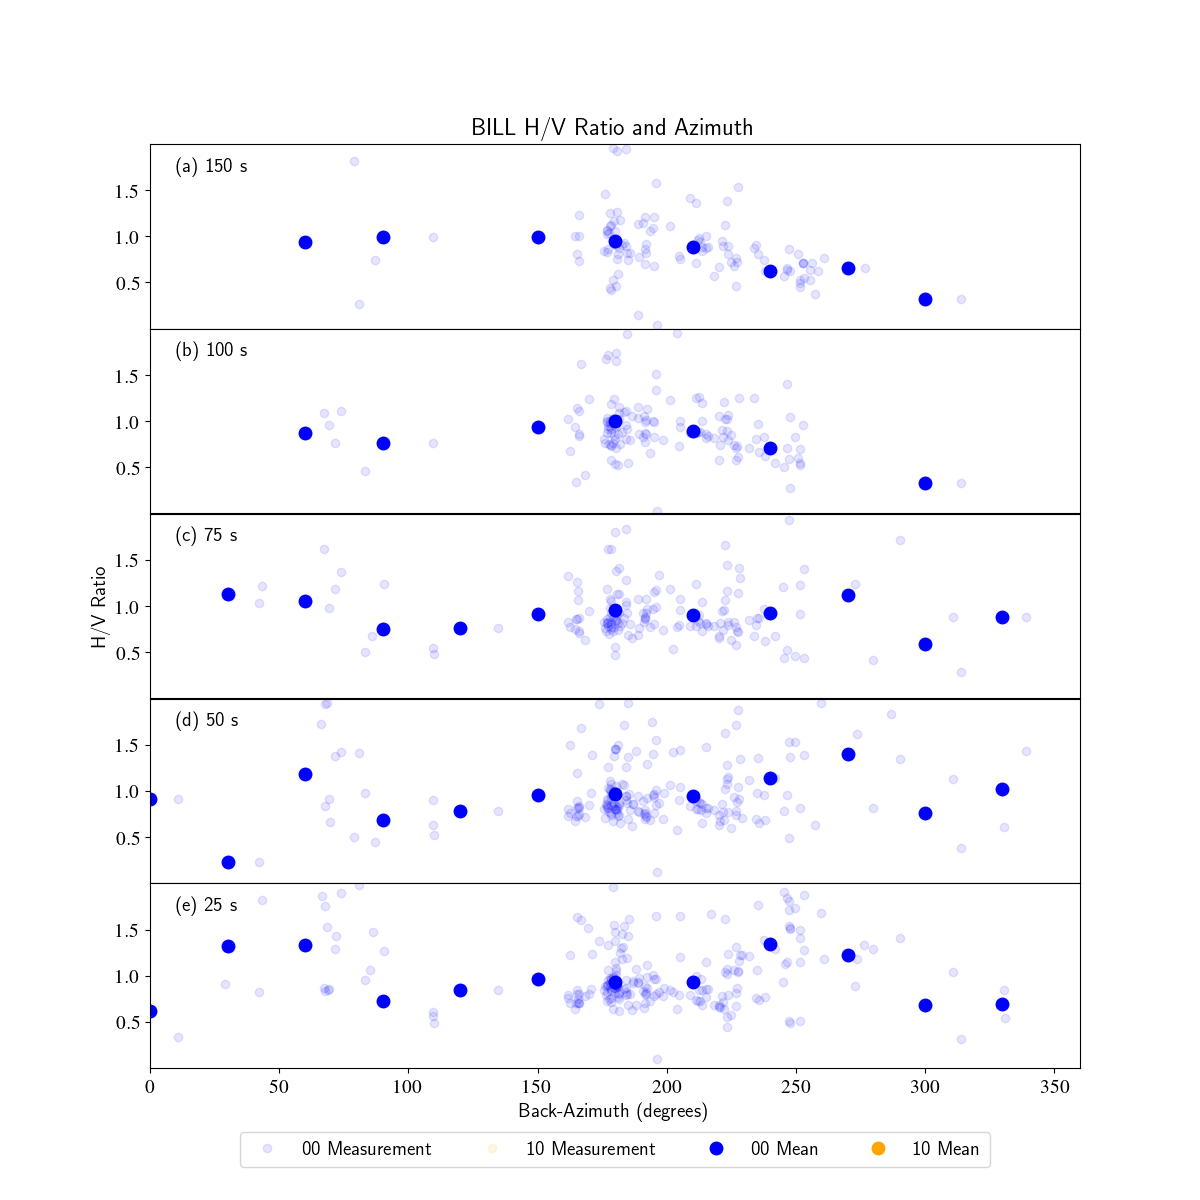 BILL H/V Ratio and Azimuth
(a) 150 s
1.5
1.0
0.5
(b) 100 s
1.5
1.0
0.5
(c) 75 s
1.5
1.0
0.5
H/V Ratio
(d) 50 s
1.5
1.0
0.5
(e) 25 s
1.5
1.0
0.5
0 50 100 150 200 250 300 350
Back-Azimuth (degrees)
00 Measurement 10 Measurement 00 Mean 10 Mean